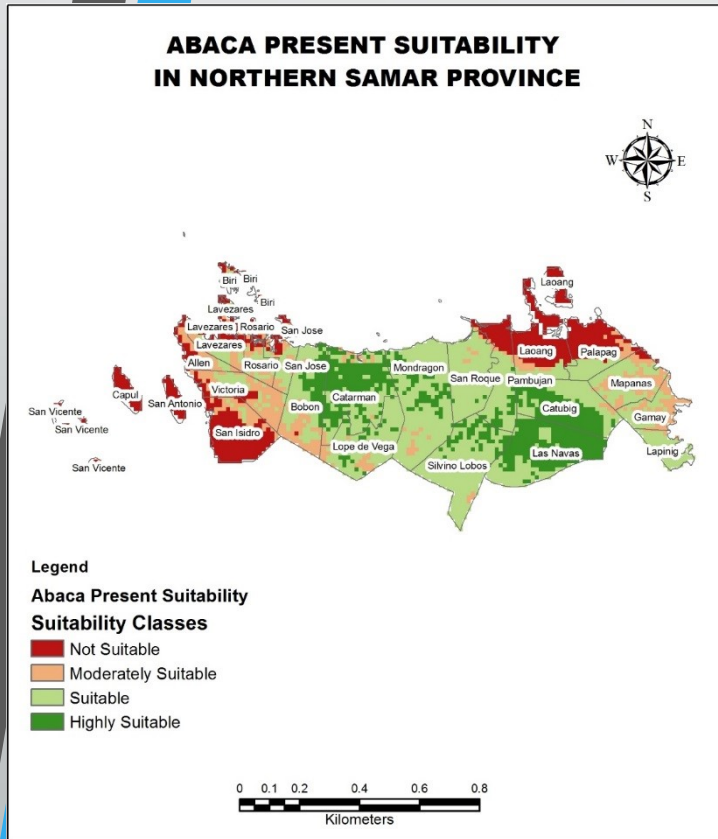 ABACA PRESENT SUITABILITY
IN NORTHERN SAMAR PROVINCE
N
W E
S
Biri
Biri
Laoang
Biri
Lavezares
Lavezares ] Rosario
San Jose
Lavezares
Laoang
Palapag
Allen
Rosario
San Jose
Mondragon
San Roque
Pambujan
Mapanas
Capul
San Antonio
Victoria
Bobon
Catarman
Catubig
Gamay
San Vicente
San Vicente
San Isidro
Lope de Vega
Las Navas
Lapinig
San Vicente
Silvino Lobos
Legend
Abaca Present Suitability
Suitability Classes
Not Suitable
Moderately Suitable
Suitable
Highly Suitable
0 0.1 0.2 0.4 0.6 0.8
Kilometers